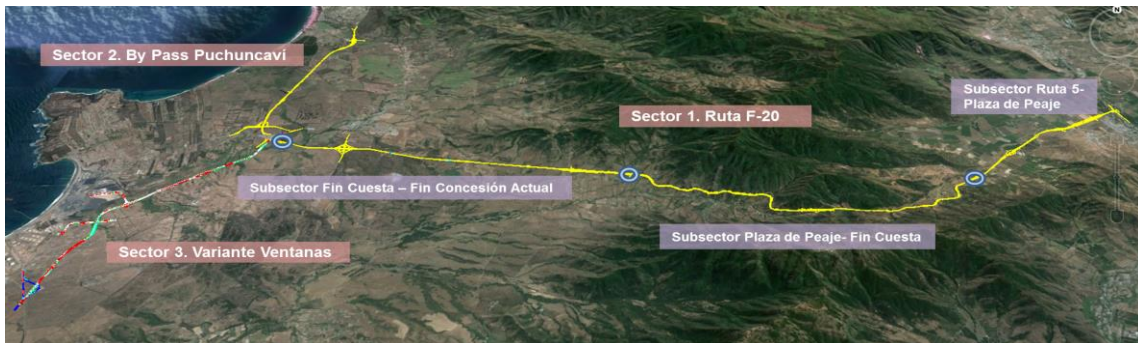 Sector 2. By Pass Puchuncaví
Subsector Ruta 5-
Plaza de Peaje
Sector 1. Ruta F-20
Subsector Fin Cuesta – Fin Concesión Actual
Subsector Plaza de Peaje- Fin Cuesta
Sector 3. Variante Ventanas
N